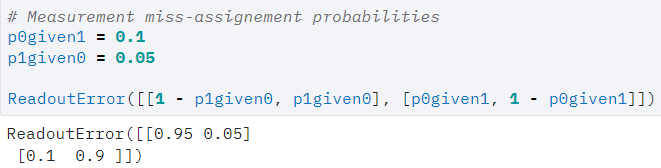 # Measurement miss-assignement probabilities
p0given1 = 0.1
p1given0 = 0.05
ReadoutError([[1 - p1given0, p1given0], [p0given1, 1 - p0given1]])
ReadoutError([[0.95 0.05]
 [0.1  0.9 ]])